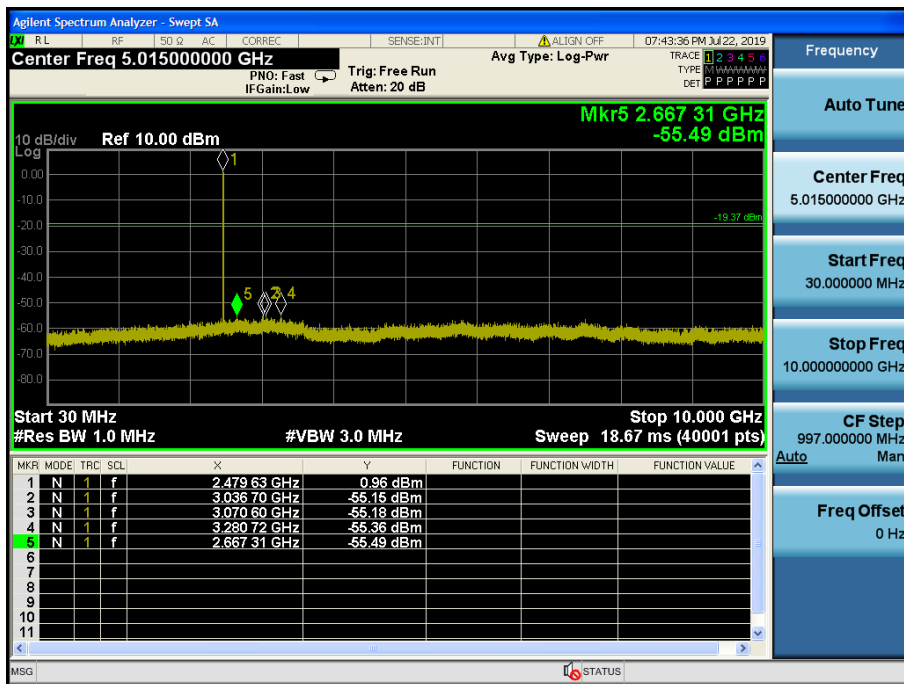 Agilent Spectrum Analyzer - Swept SA
LXI RL RF 50 Ω AC CORREC SENSE:INT ALIGN OFF 07:43:36 PM Jul 22, 2019
Center Freq 5.015000000 GHz
PNO: Fast
IFGain:Low
Trig: Free Run
Atten: 20 dB
Avg Type: Log-Pwr
TRACE 1 2 3 4 5 6
TYPE M WWWWW
DET P P P P P P
Mkr5 2.667 31 GHz
-55.49 dBm
10 dB/div
Log
Ref 10.00 dBm
0.00
-10.0
-20.0
-30.0
-40.0
-50.0
-60.0
-70.0
-80.0
1
-19.37 dBm
5
2
3
4
Start 30 MHz
Stop 10.000 GHz
#Res BW 1.0 MHz
#VBW 3.0 MHz
Sweep 18.67 ms (40001 pts)
MKR MODE TRC SCL X Y FUNCTION FUNCTION WIDTH FUNCTION VALUE
1 N 1 f 2.479 63 GHz 0.96 dBm
2 N 1 f 3.036 70 GHz -55.15 dBm
3 N 1 f 3.070 60 GHz -55.18 dBm
4 N 1 f 3.280 72 GHz -55.36 dBm
5 N 1 f 2.667 31 GHz -55.49 dBm
6
7
8
9
10
11
MSG
STATUS
Frequency
Auto Tune
Center Freq
5.015000000 GHz
Start Freq
30.000000 MHz
Stop Freq
10.000000000 GHz
CF Step
997.000000 MHz
Auto Man
Freq Offset
0 Hz